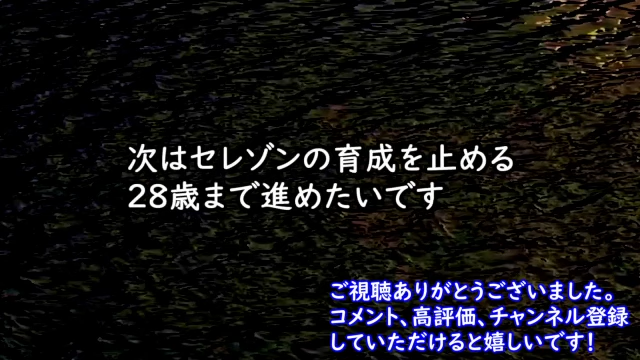 次はセレゾンの育成を止める
28歳まで進めたいです
ご視聴ありがとうございました。
コメント、高評価、チャンネル登録
していただけると嬉しいです!